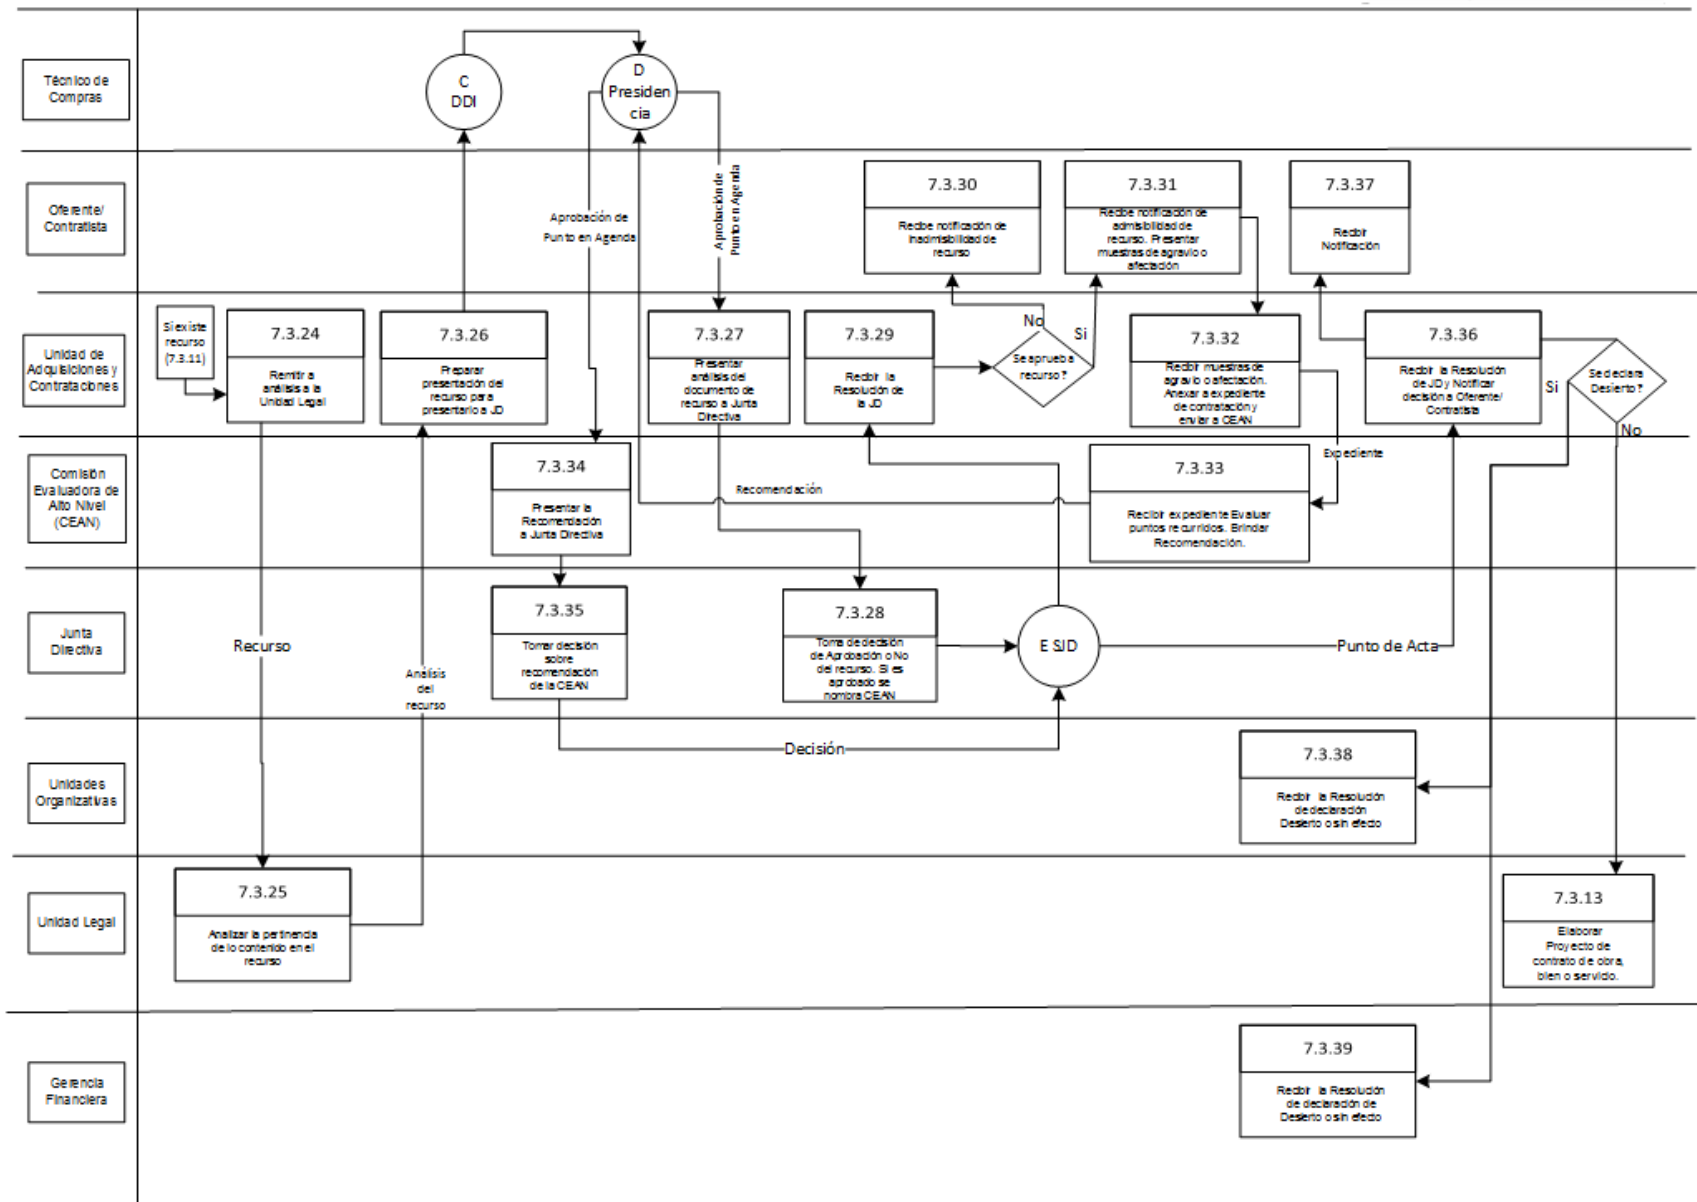 Técnico de
Compras
C
DDI
D
Presiden
cia
Oferente/
Contratista
Aprobación de
Punto en Agenda
Aprobación de
Punto en Agenda
7.3.30
Recibe notificación de
inadmisibilidad de
recurso
7.3.31
Recibe notificación de
admisibilidad de
recurso. Presentar
muestras de agravio o
afectación
7.3.37
Recibir
Notificación
Unidad de
Adquisiciones y
Contrataciones
Si existe
recurso
(7.3.11)
7.3.24
Remitir a
análisis a la
Unidad Legal
7.3.26
Preparar
presentación del
recurso para
presentarlo a JD
7.3.27
Presentar
análisis del
documento de
recurso a Junta
Directiva
7.3.29
Recibir la
Resolución de
la JD
No
Si
Se aprueba
recurso?
7.3.32
Recibir muestras de
agravio o afectación.
Anexar a expediente
de contratación y
enviar a CEAN
7.3.36
Recibir la Resolución
de JD y Notificar
decisión a Oferente/
Contratista
Si
Se declara
Desierto?
No
Comisión
Evaluadora de
Alto Nivel
(CEAN)
7.3.34
Presentar la
Recomendación
a Junta Directiva
Recomendación
7.3.33
Recibir expediente Evaluar
puntos recurridos. Brindar
Recomendación.
Expediente
Junta
Directiva
Recurso
Análisis
del
recurso
7.3.35
Tomar decisión
sobre
recomendación
de la CEAN
7.3.28
Toma de decisión
de Aprobación o No
del recurso. Si es
aprobado se
nombra CEAN
E SJD
Punto de Acta
Decisión
Unidades
Organizativas
7.3.38
Recibir la Resolución
de declaración
Desierto o sin efecto
Unidad Legal
7.3.25
Analizar la pertinencia
de lo contenido en el
recurso
7.3.13
Elaborar
Proyecto de
contrato de obra,
bien o servicio.
Gerencia
Financiera
7.3.39
Recibir la Resolución
de declaración de
Desierto o sin efecto